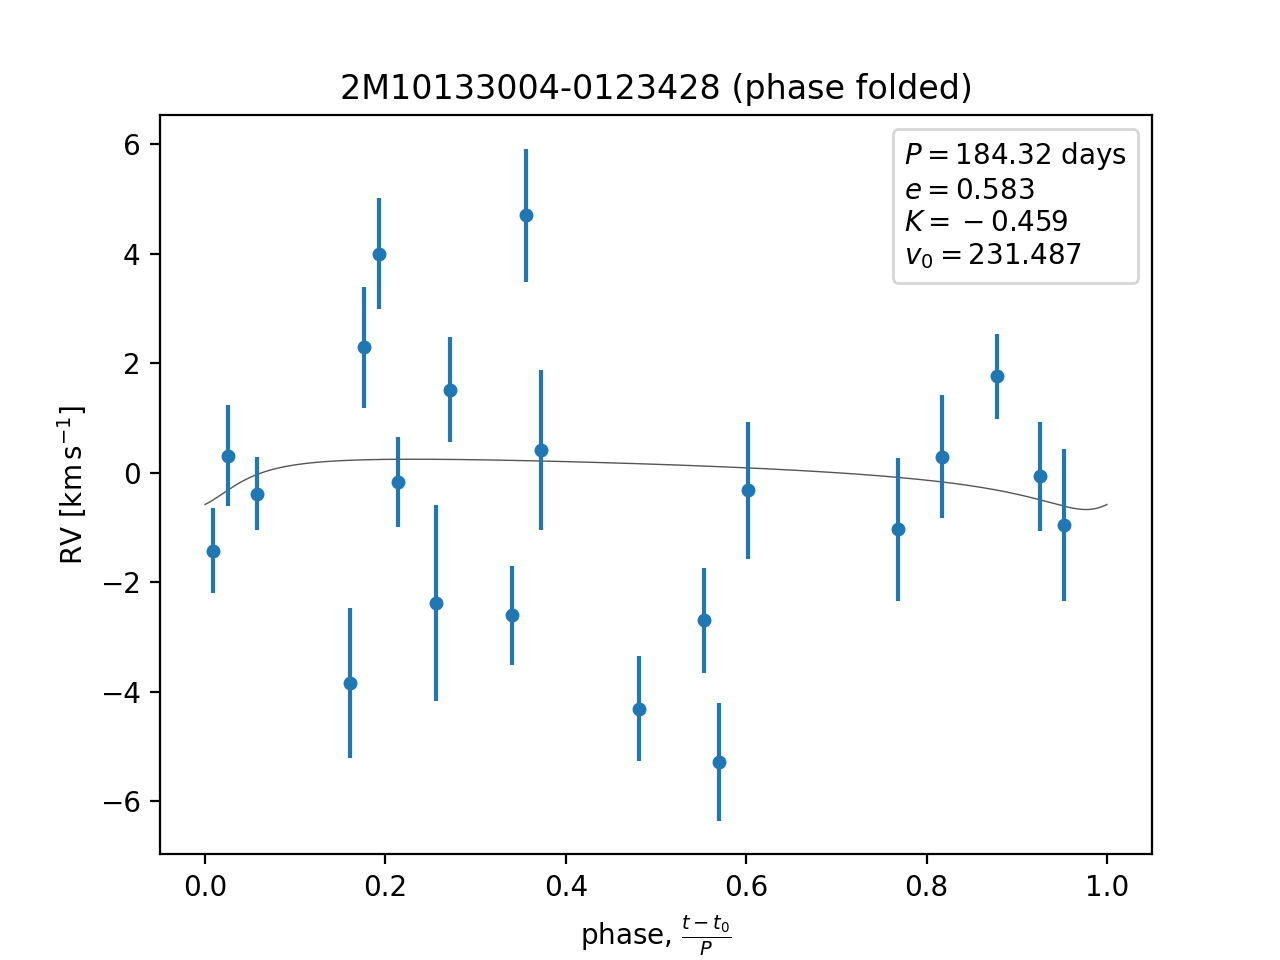 2M10133004-0123428 (phase folded)
P = 184.32 days
e = 0.583
K = −0.459
v₀ = 231.487
6
4
2
0
−2
−4
−6
RV [km s⁻¹]
0.0 0.2 0.4 0.6 0.8 1.0
phase, (t − t₀)/P